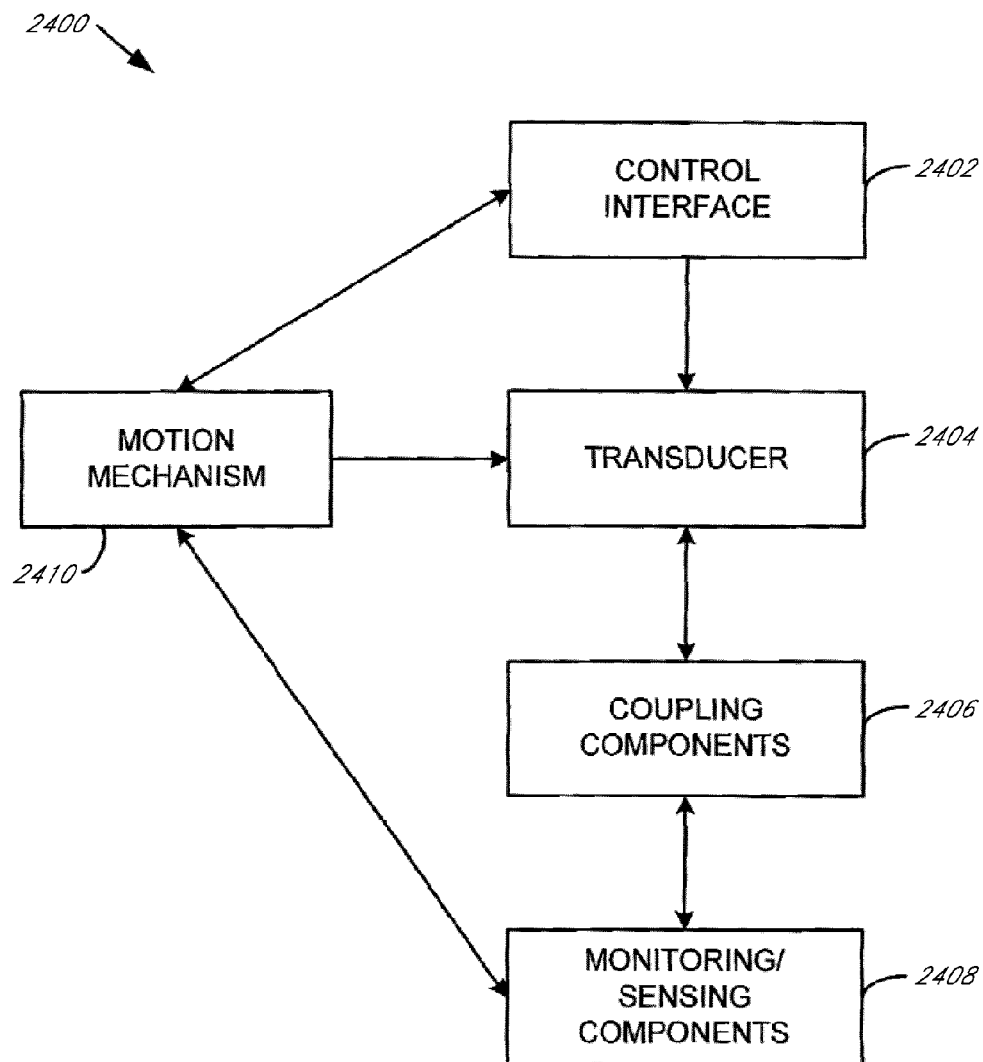 2400
CONTROL
INTERFACE
2402
MOTION
MECHANISM
2410
TRANSDUCER
2404
COUPLING
COMPONENTS
2406
MONITORING/
SENSING
COMPONENTS
2408